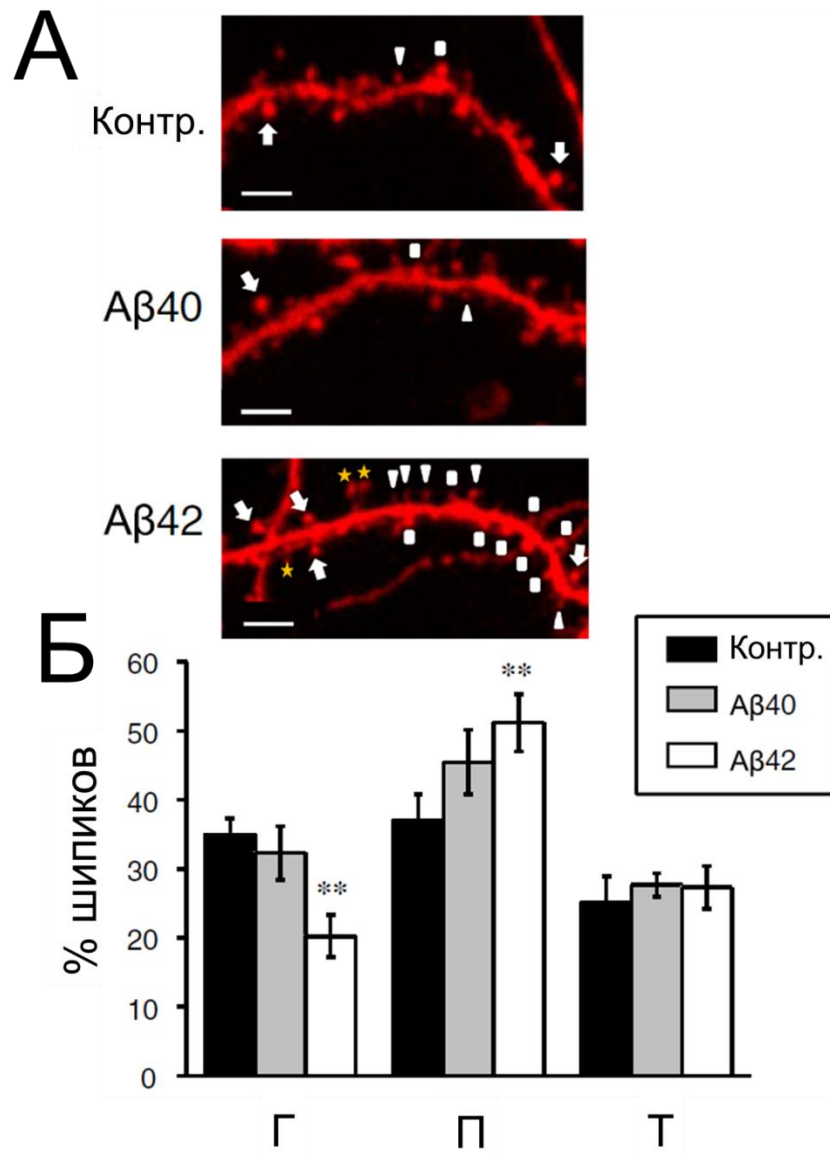 А
Контр.
Aβ40
Aβ42
Б
Контр.
Aβ40
Aβ42
% шипиков
60
50
40
30
20
10
0
**
**
Г
П
Т